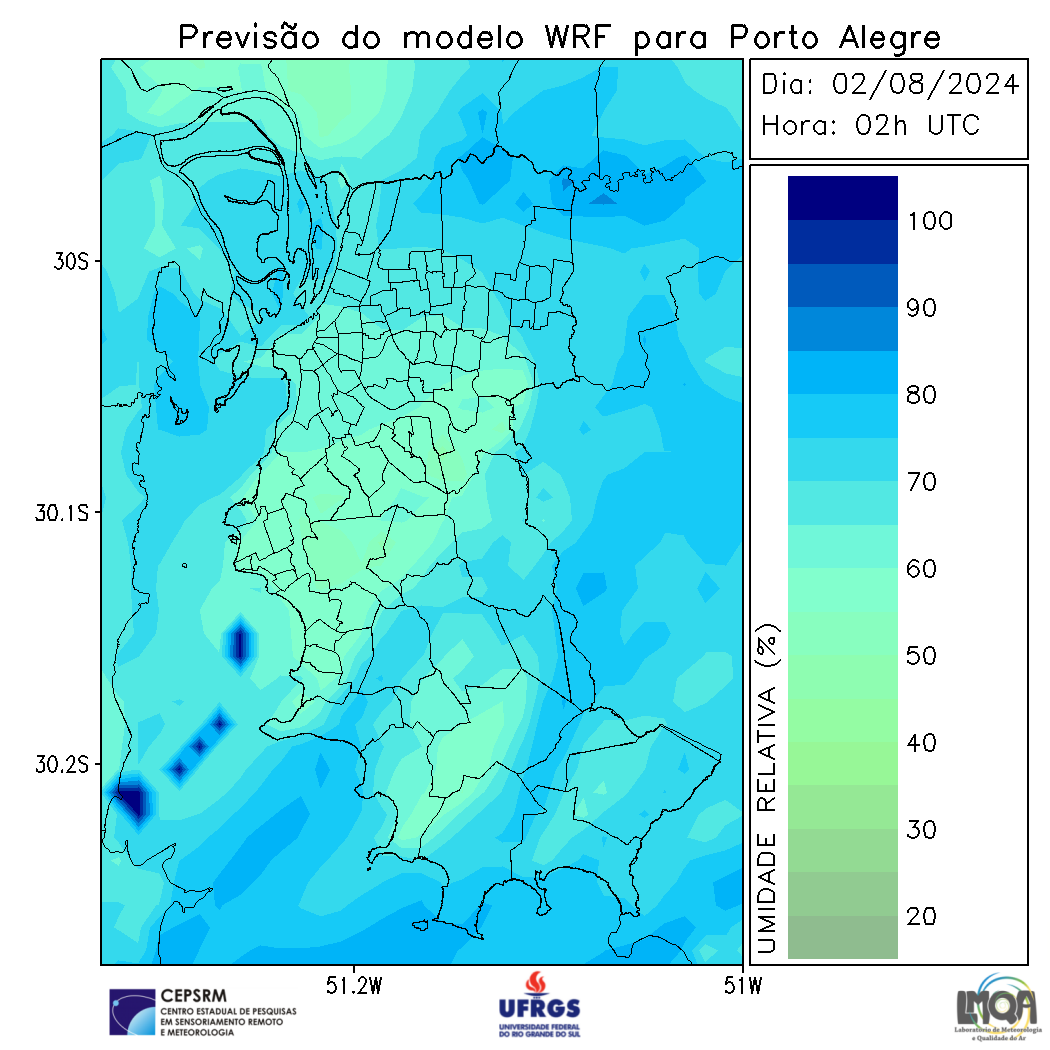 Previsão do modelo WRF para Porto Alegre
Dia: 02/08/2024
Hora: 02h UTC
30S
30.1S
30.2S
51.2W
51W
UMIDADE RELATIVA (%)
100
90
80
70
60
50
40
30
20
CEPSRM
CENTRO ESTADUAL DE PESQUISAS
EM SENSORIAMENTO REMOTO
E METEOROLOGIA
UFRGS
UNIVERSIDADE FEDERAL
DO RIO GRANDE DO SUL
LMQA
Laboratório de Meteorologia
e Qualidade do Ar